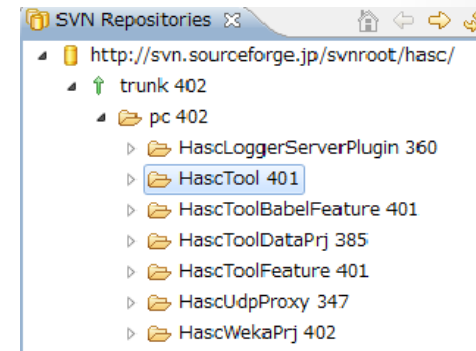 SVN Repositories
http://svn.sourceforge.jp/svnroot/hasc/
trunk 402
pc 402
HascLoggerServerPlugin 360
HascTool 401
HascToolBabelFeature 401
HascToolDataPrj 385
HascToolFeature 401
HascUdpProxy 347
HascWekaPrj 402